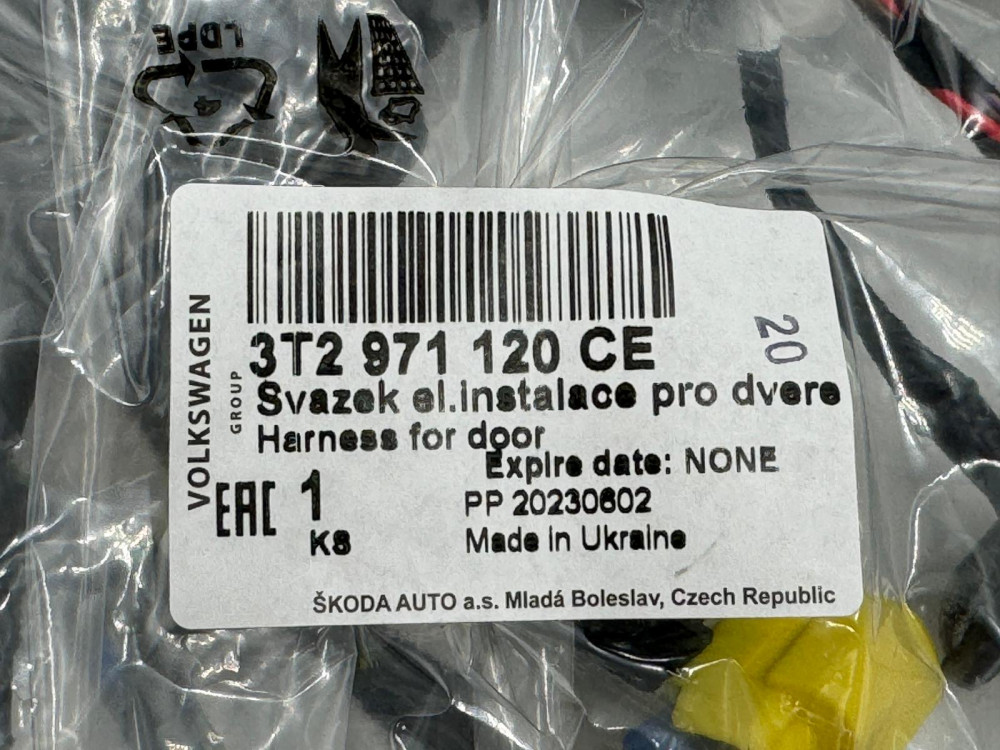 LDPE
4
VOLKSWAGEN
GROUP
3T2 971 120 CE
20
Svazek el.instalace pro dvere
Harness for door
Expire date: NONE
EAC 1
KS
PP 20230602
Made in Ukraine
ŠKODA AUTO a.s. Mladá Boleslav, Czech Republic